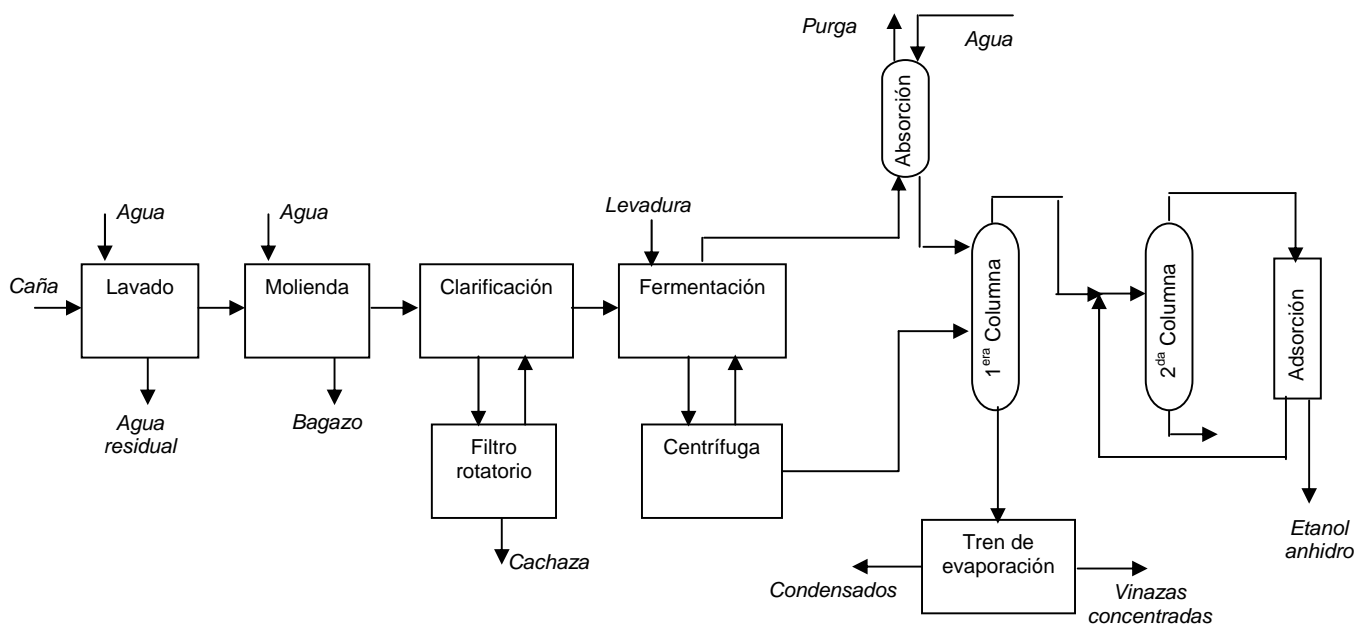 Purga
Agua
Absorción
Agua
Agua
Levadura
Caña
Lavado
Molienda
Clarificación
Fermentación
1era Columna
2da Columna
Adsorción
Agua
residual
Bagazo
Filtro
rotatorio
Centrífuga
Cachaza
Tren de
evaporación
Condensados
Vinazas
concentradas
Etanol
anhidro